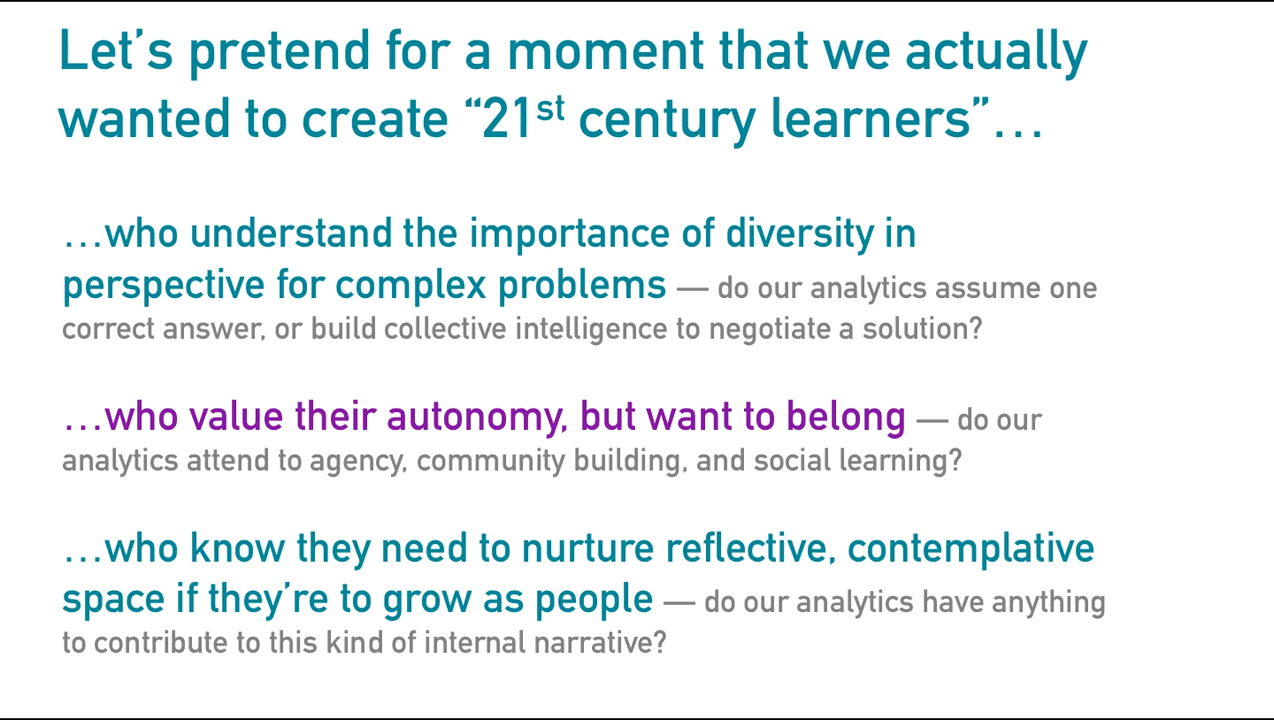 Let’s pretend for a moment that we actually
wanted to create “21st century learners”...
...who understand the importance of diversity in
perspective for complex problems — do our analytics assume one
correct answer, or build collective intelligence to negotiate a solution?
...who value their autonomy, but want to belong — do our
analytics attend to agency, community building, and social learning?
...who know they need to nurture reflective, contemplative
space if they’re to grow as people — do our analytics have anything
to contribute to this kind of internal narrative?